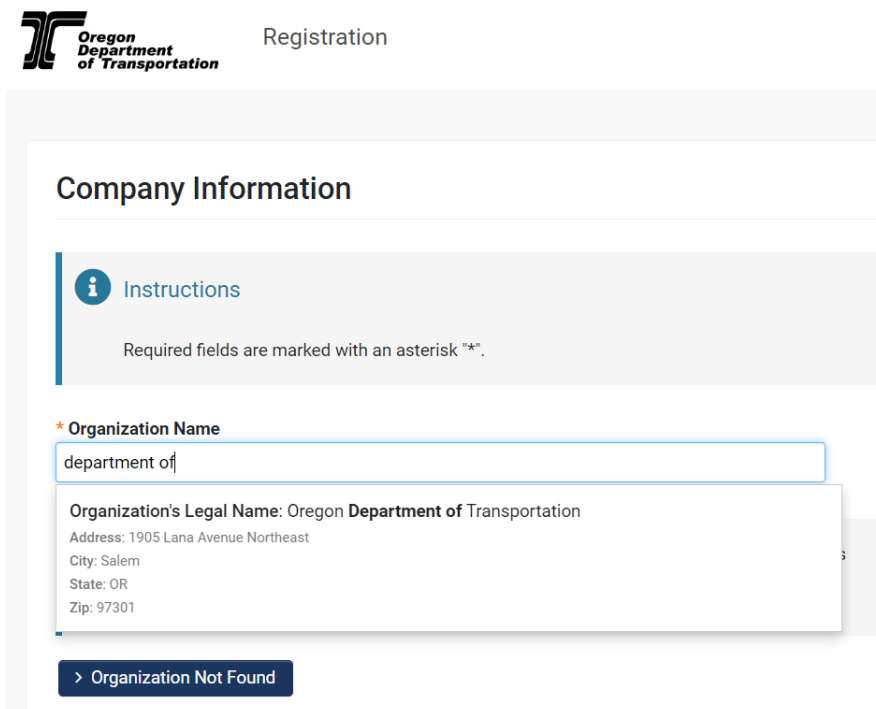 Oregon
Department
of Transportation
Registration
Company Information
Instructions
Required fields are marked with an asterisk "*".
* Organization Name
department of
Organization's Legal Name: Oregon Department of Transportation
Address: 1905 Lana Avenue Northeast
City: Salem
State: OR
Zip: 97301
> Organization Not Found